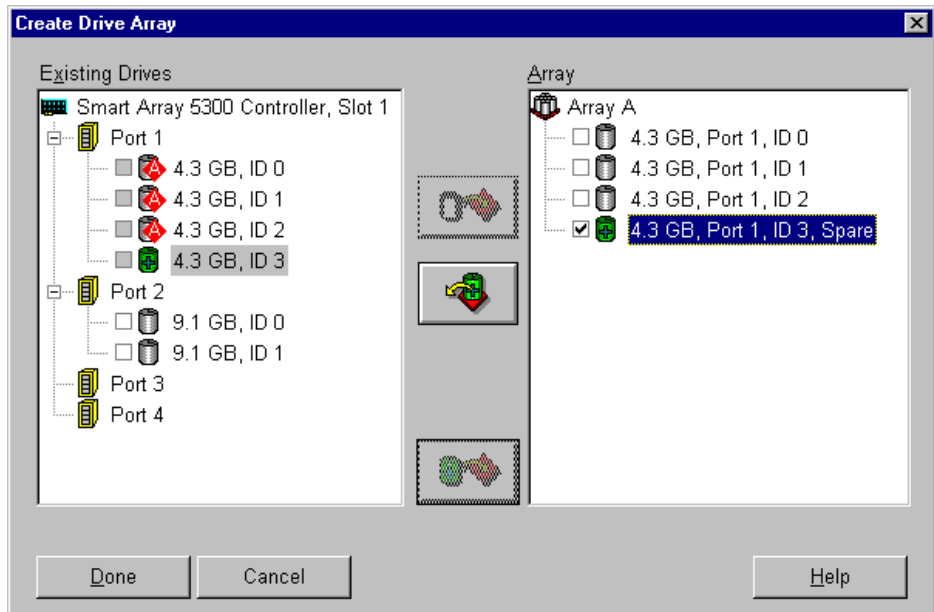 Create Drive Array
Existing Drives
Smart Array 5300 Controller, Slot 1
Port 1
4.3 GB, ID 0
4.3 GB, ID 1
4.3 GB, ID 2
4.3 GB, ID 3
Port 2
9.1 GB, ID 0
9.1 GB, ID 1
Port 3
Port 4
Array
Array A
4.3 GB, Port 1, ID 0
4.3 GB, Port 1, ID 1
4.3 GB, Port 1, ID 2
4.3 GB, Port 1, ID 3, Spare
Done
Cancel
Help